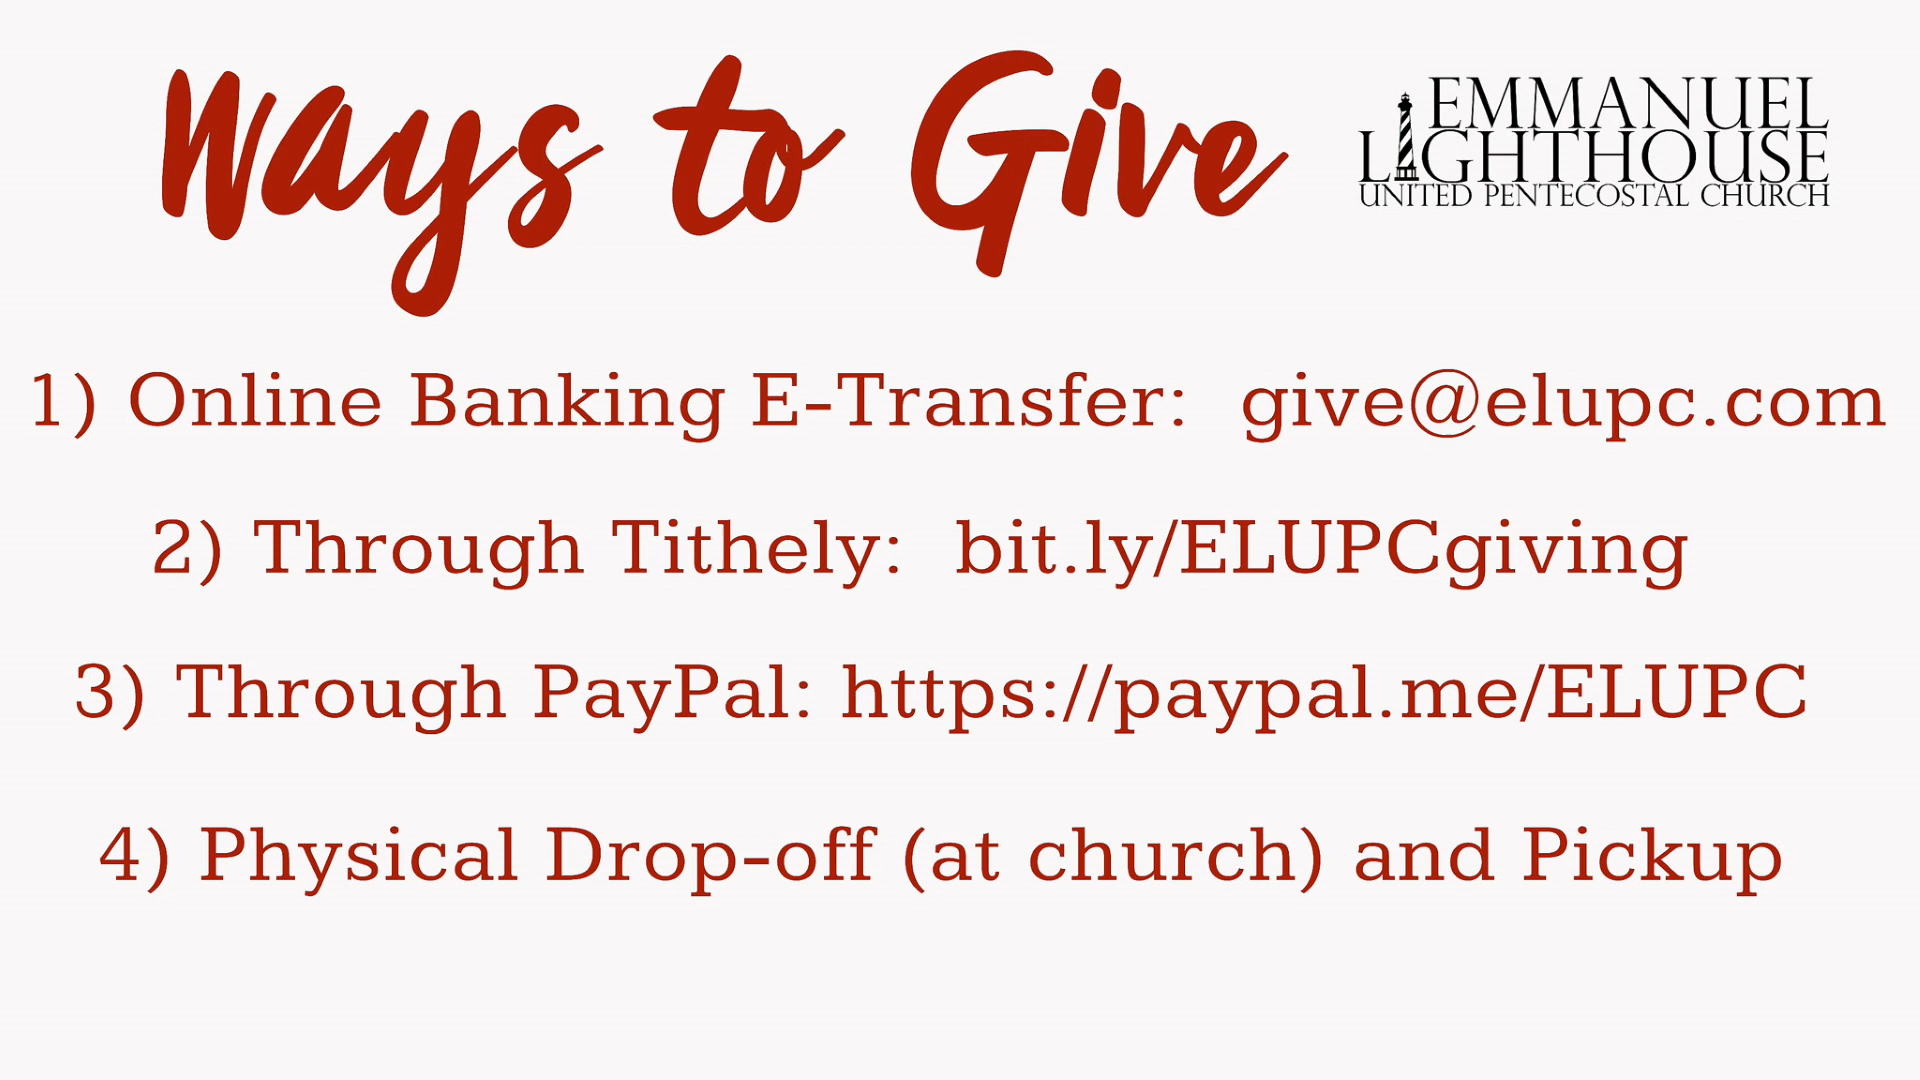 Ways to Give
EMMANUEL
LIGHTHOUSE
UNITED PENTECOSTAL CHURCH
1) Online Banking E-Transfer: give@elupc.com
2) Through Tithely: bit.ly/ELUPCgiving
3) Through PayPal: https://paypal.me/ELUPC
4) Physical Drop-off (at church) and Pickup